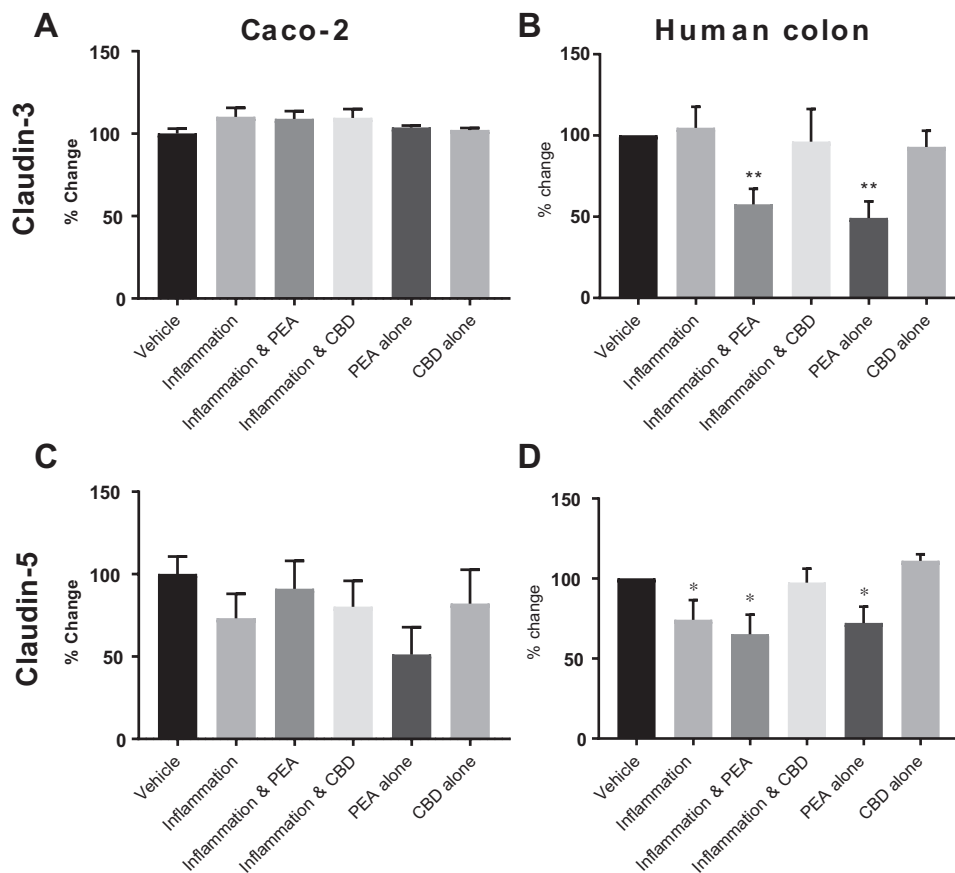 A
Caco-2
B
Human colon
Claudin-3
% Change
150
100
50
0
Vehicle
Inflammation
Inflammation & PEA
Inflammation & CBD
PEA alone
CBD alone
% change
150
100
50
0
**
**
Vehicle
Inflammation
Inflammation & PEA
Inflammation & CBD
PEA alone
CBD alone
C
D
Claudin-5
% Change
150
100
50
0
Vehicle
Inflammation
Inflammation & PEA
Inflammation & CBD
PEA alone
CBD alone
% change
150
100
50
0
*
*
*
Vehicle
Inflammation
Inflammation & PEA
Inflammation & CBD
PEA alone
CBD alone